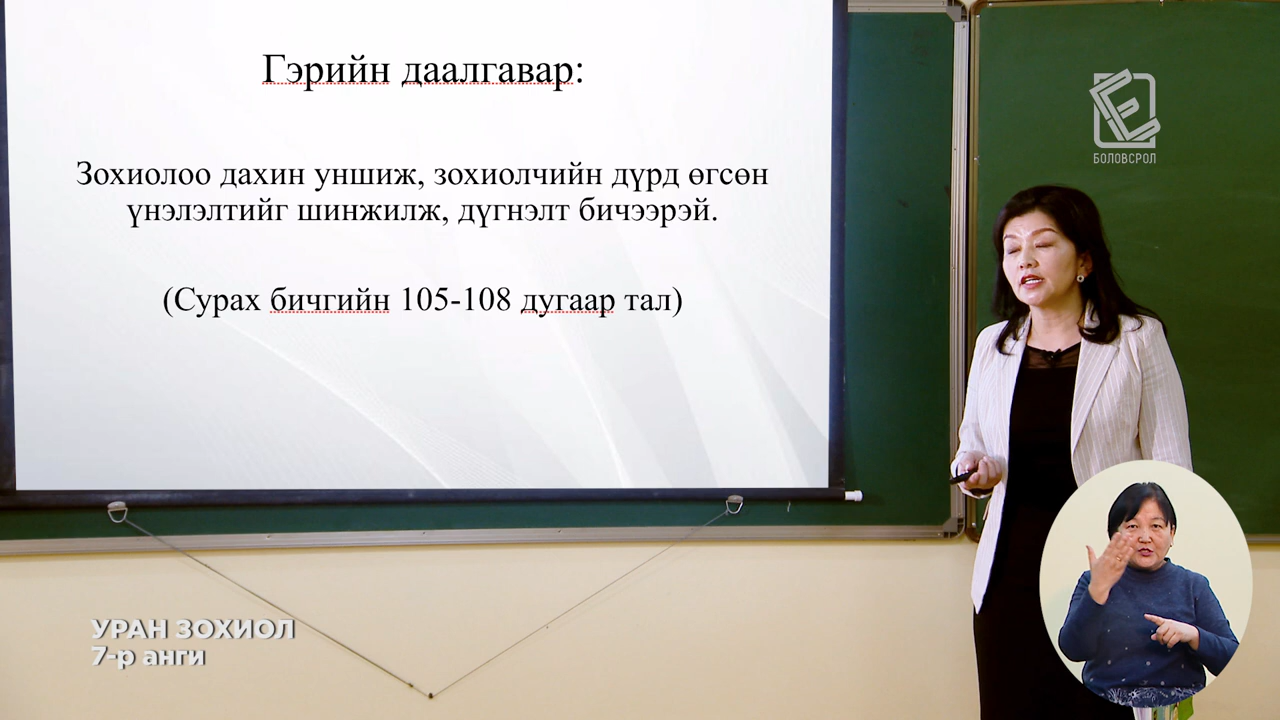 Гэрийн даалгавар:
Зохиолоо дахин уншиж, зохиолчийн дүрд өгсөн
үнэлэлтийг шинжилж, дүгнэлт бичээрэй.
(Сурах бичгийн 105-108 дугаар тал)
БОЛОВСРОЛ
УРАН ЗОХИОЛ
7-р анги